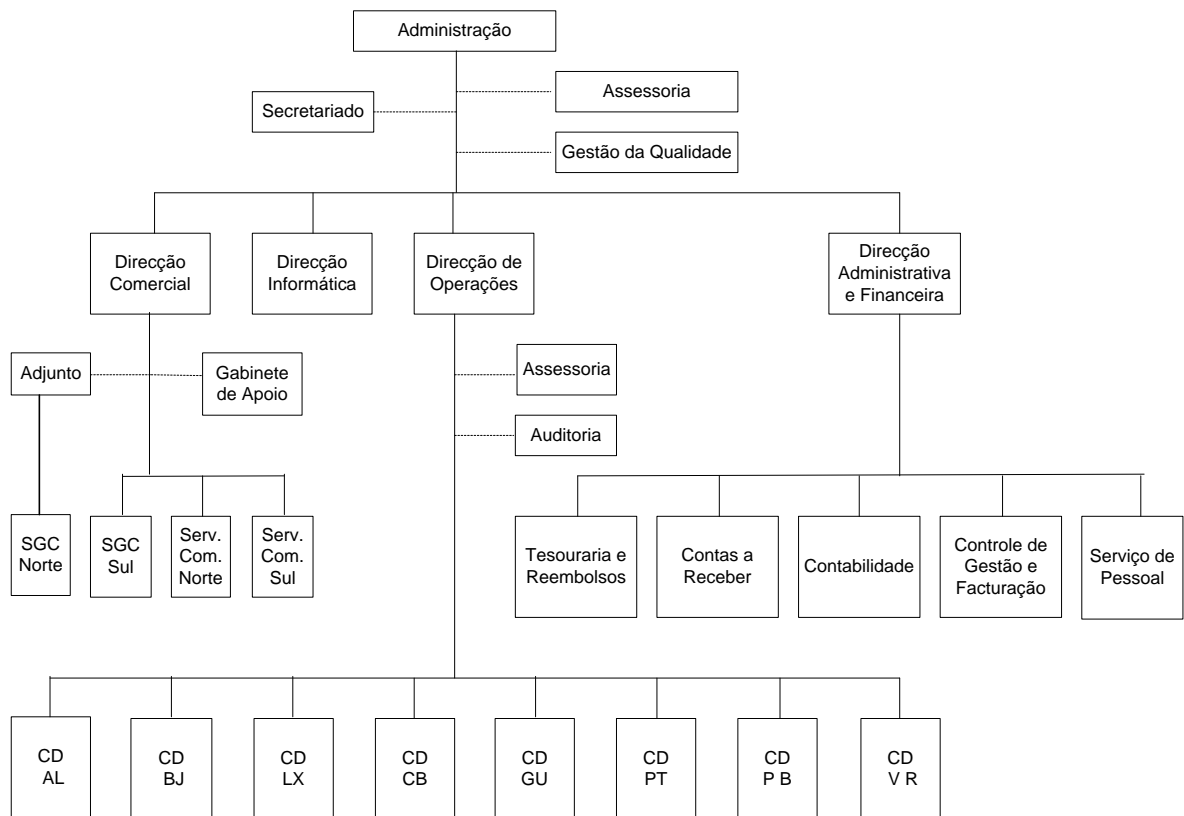 Administração
Assessoria
Secretariado
Gestão da Qualidade
Direcção
Comercial
Direcção
Informática
Direcção de
Operações
Direcção
Administrativa
e Financeira
Adjunto
Gabinete
de Apoio
Assessoria
Auditoria
SGC
Norte
SGC
Sul
Serv.
Com.
Norte
Serv.
Com.
Sul
Tesouraria e
Reembolsos
Contas a
Receber
Contabilidade
Controle de
Gestão e
Facturação
Serviço de
Pessoal
CD
AL
CD
BJ
CD
LX
CD
CB
CD
GU
CD
PT
CD
P B
CD
V R